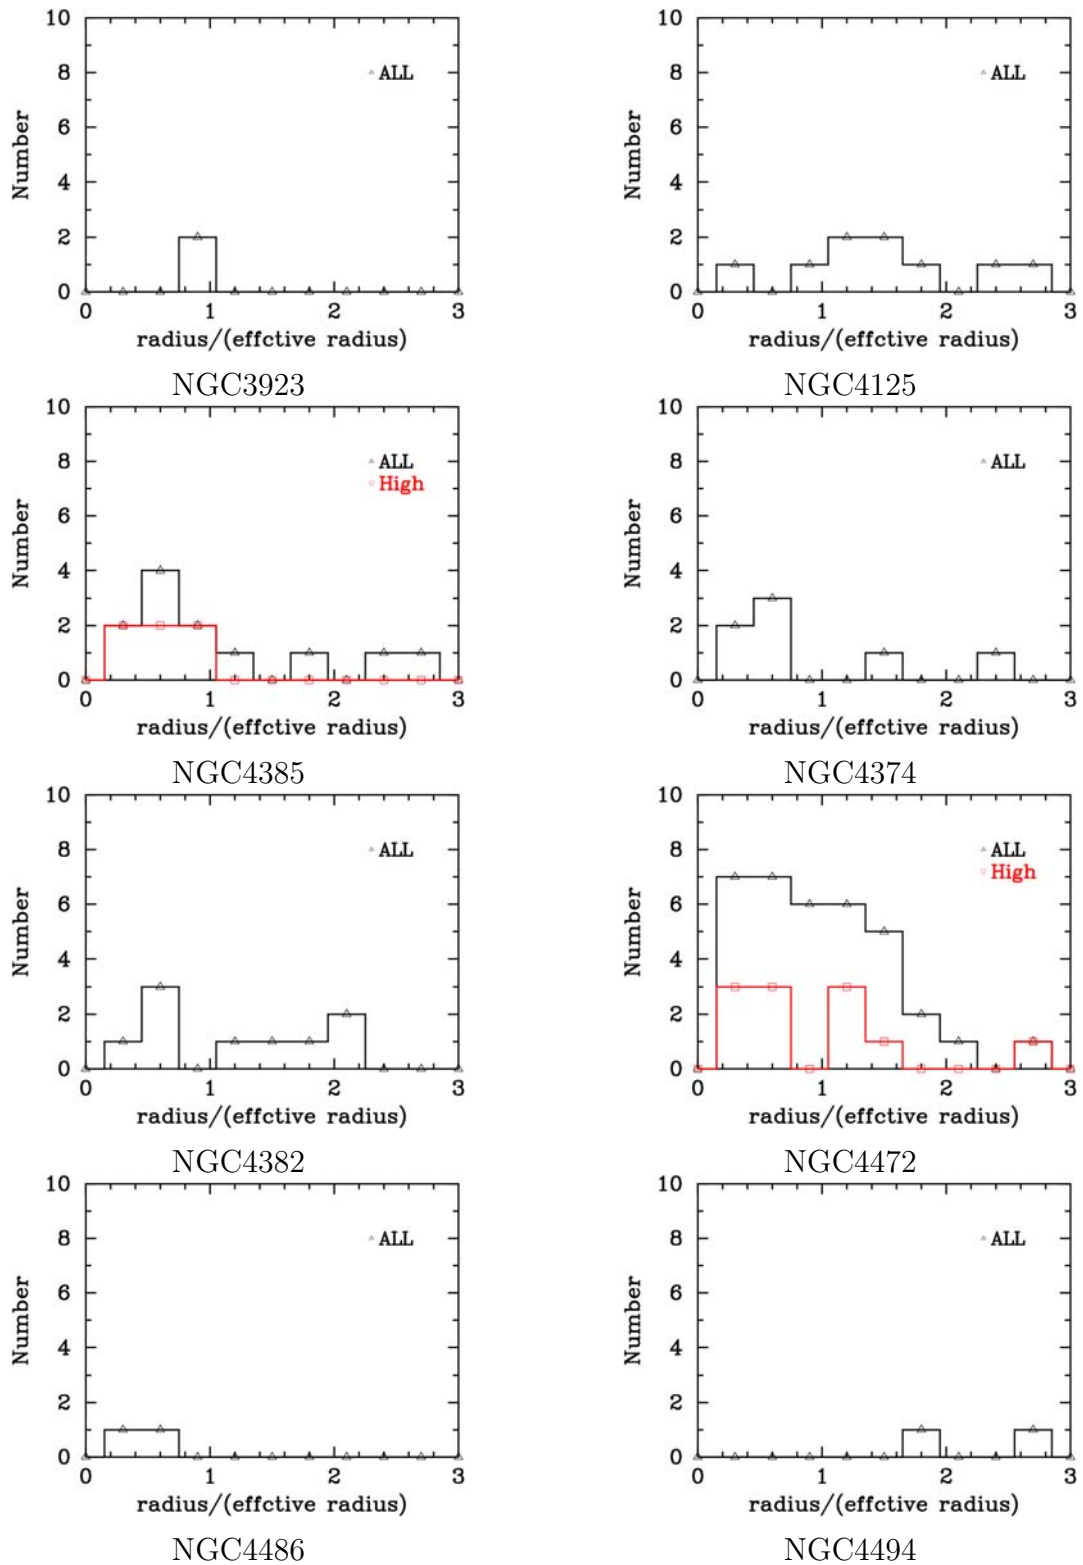 10
8
6
4
2
0
Number
ALL
0 1 2 3
radius/(effctive radius)
NGC3923
10
8
6
4
2
0
Number
ALL
0 1 2 3
radius/(effctive radius)
NGC4125
10
8
6
4
2
0
Number
ALL
High
0 1 2 3
radius/(effctive radius)
NGC4385
10
8
6
4
2
0
Number
ALL
0 1 2 3
radius/(effctive radius)
NGC4374
10
8
6
4
2
0
Number
ALL
0 1 2 3
radius/(effctive radius)
NGC4382
10
8
6
4
2
0
Number
ALL
High
0 1 2 3
radius/(effctive radius)
NGC4472
10
8
6
4
2
0
Number
ALL
0 1 2 3
radius/(effctive radius)
NGC4486
10
8
6
4
2
0
Number
ALL
0 1 2 3
radius/(effctive radius)
NGC4494